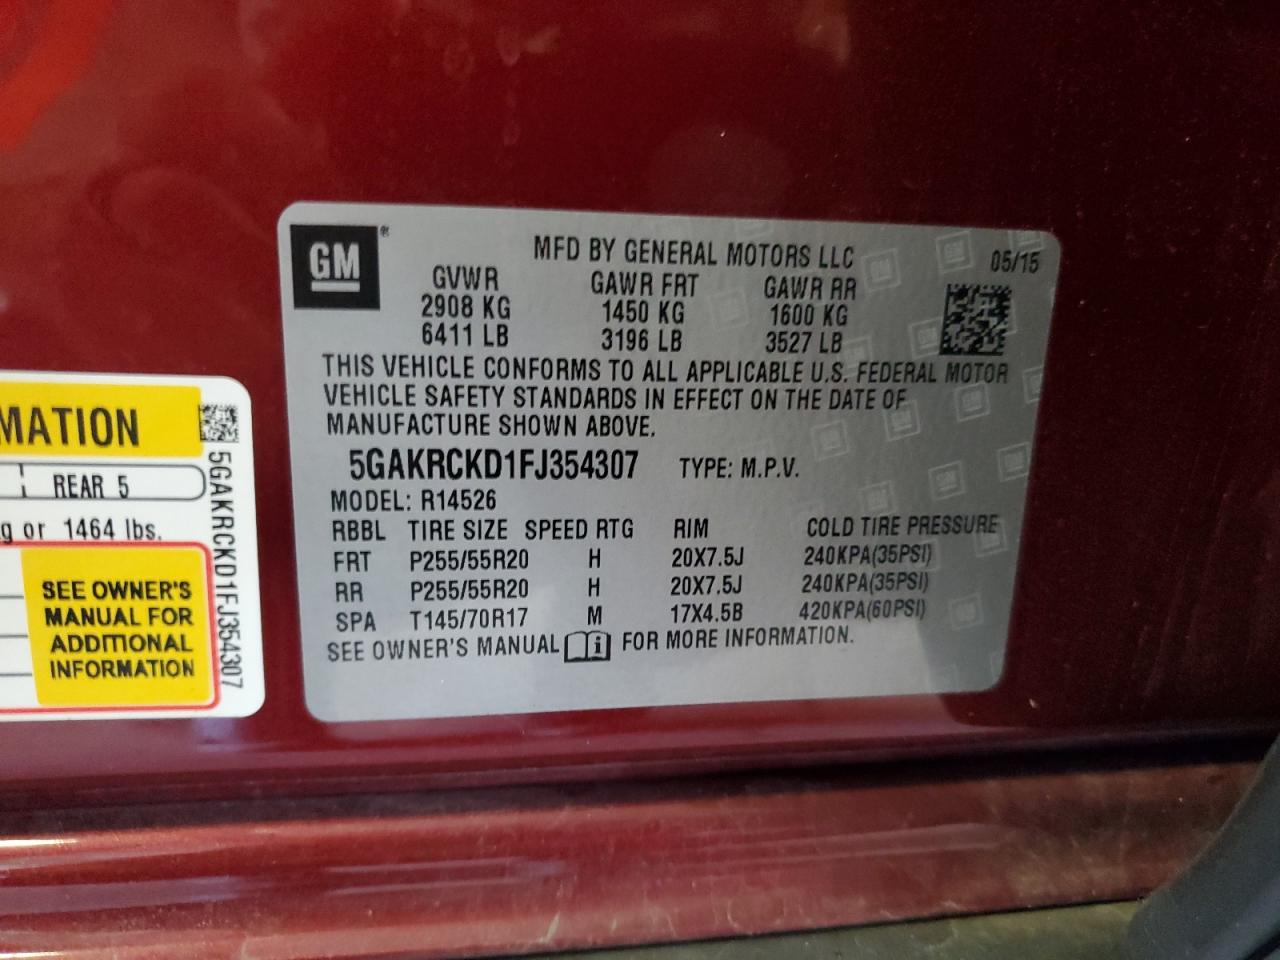 MATION
REAR 5
g or 1464 lbs.
SEE OWNER'S
MANUAL FOR
ADDITIONAL
INFORMATION
5GAKRCKD1FJ354307
GM®
MFD BY GENERAL MOTORS LLC 05/15
GVWR GAWR FRT GAWR RR
2908 KG 1450 KG 1600 KG
6411 LB 3196 LB 3527 LB
THIS VEHICLE CONFORMS TO ALL APPLICABLE U.S. FEDERAL MOTOR
VEHICLE SAFETY STANDARDS IN EFFECT ON THE DATE OF
MANUFACTURE SHOWN ABOVE.
5GAKRCKD1FJ354307 TYPE: M.P.V.
MODEL: R14526
RBBL TIRE SIZE SPEED RTG RIM COLD TIRE PRESSURE
FRT P255/55R20 H 20X7.5J 240KPA(35PSI)
RR P255/55R20 H 20X7.5J 240KPA(35PSI)
SPA T145/70R17 M 17X4.5B 420KPA(60PSI)
SEE OWNER'S MANUAL i FOR MORE INFORMATION.